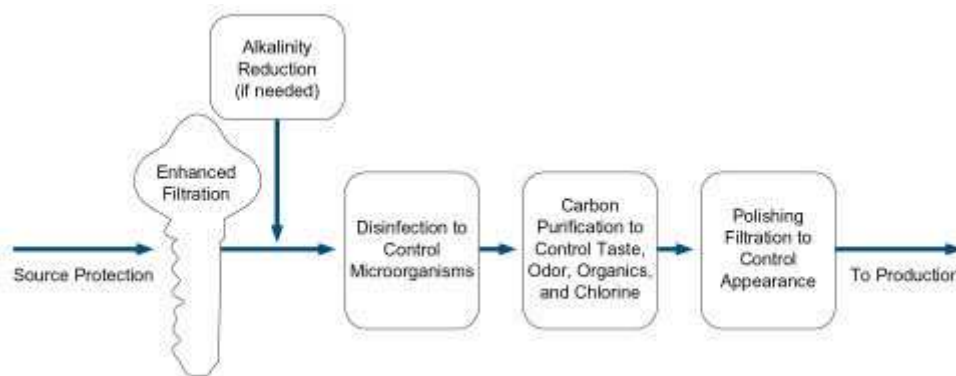 Alkalinity
Reduction
(if needed)
Enhanced
Filtration
Source Protection
Disinfection to
Control
Microorganisms
Carbon
Purification to
Control Taste,
Odor, Organics,
and Chlorine
Polishing
Filtration to
Control
Appearance
To Production